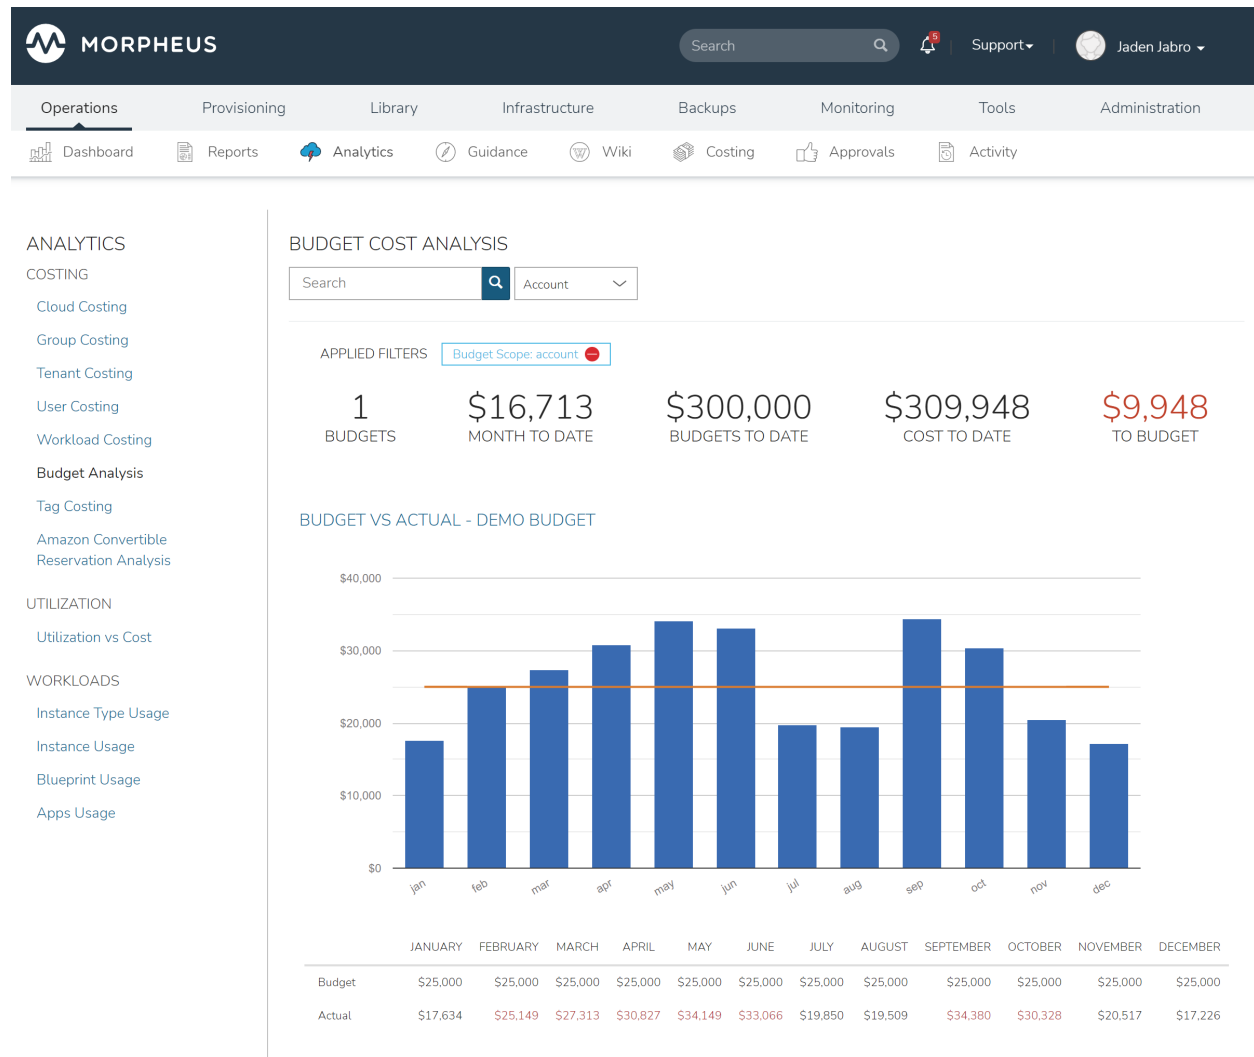 MORPHEUS
Search
5
Support
Jaden Jabro
Operations Provisioning Library Infrastructure Backups Monitoring Tools Administration
Dashboard Reports Analytics Guidance Wiki Costing Approvals Activity
ANALYTICS
COSTING
Cloud Costing
Group Costing
Tenant Costing
User Costing
Workload Costing
Budget Analysis
Tag Costing
Amazon Convertible
Reservation Analysis
UTILIZATION
Utilization vs Cost
WORKLOADS
Instance Type Usage
Instance Usage
Blueprint Usage
Apps Usage
BUDGET COST ANALYSIS
Search Account
APPLIED FILTERS Budget Scope: account
1 $16,713 $300,000 $309,948 $9,948
BUDGETS MONTH TO DATE BUDGETS TO DATE COST TO DATE TO BUDGET
BUDGET VS ACTUAL - DEMO BUDGET
$40,000
$30,000
$20,000
$10,000
$0
jan feb mar apr may jun jul aug sep oct nov dec
JANUARY FEBRUARY MARCH APRIL MAY JUNE JULY AUGUST SEPTEMBER OCTOBER NOVEMBER DECEMBER
Budget $25,000 $25,000 $25,000 $25,000 $25,000 $25,000 $25,000 $25,000 $25,000 $25,000 $25,000 $25,000
Actual $17,634 $25,149 $27,313 $30,827 $34,149 $33,066 $19,850 $19,509 $34,380 $30,328 $20,517 $17,226